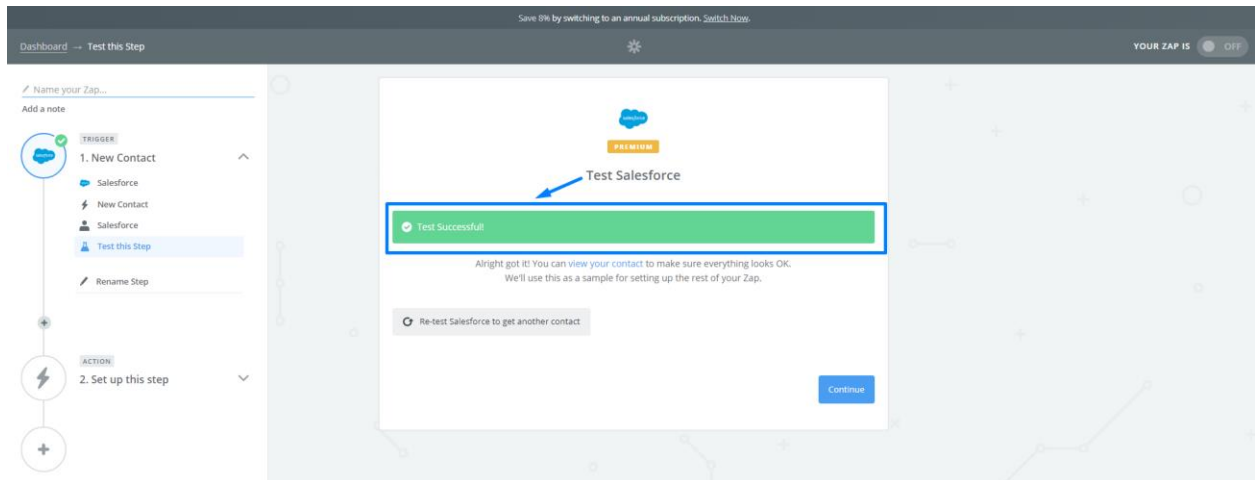 Save 8% by switching to an annual subscription. Switch Now.
Dashboard → Test this Step
YOUR ZAP IS OFF
Name your Zap...
Add a note
TRIGGER
1. New Contact
Salesforce
New Contact
Salesforce
Test this Step
Rename Step
ACTION
2. Set up this step
salesforce
PREMIUM
Test Salesforce
Test Successful!
Alright got it! You can view your contact to make sure everything looks OK.
We'll use this as a sample for setting up the rest of your Zap.
Re-test Salesforce to get another contact
Continue